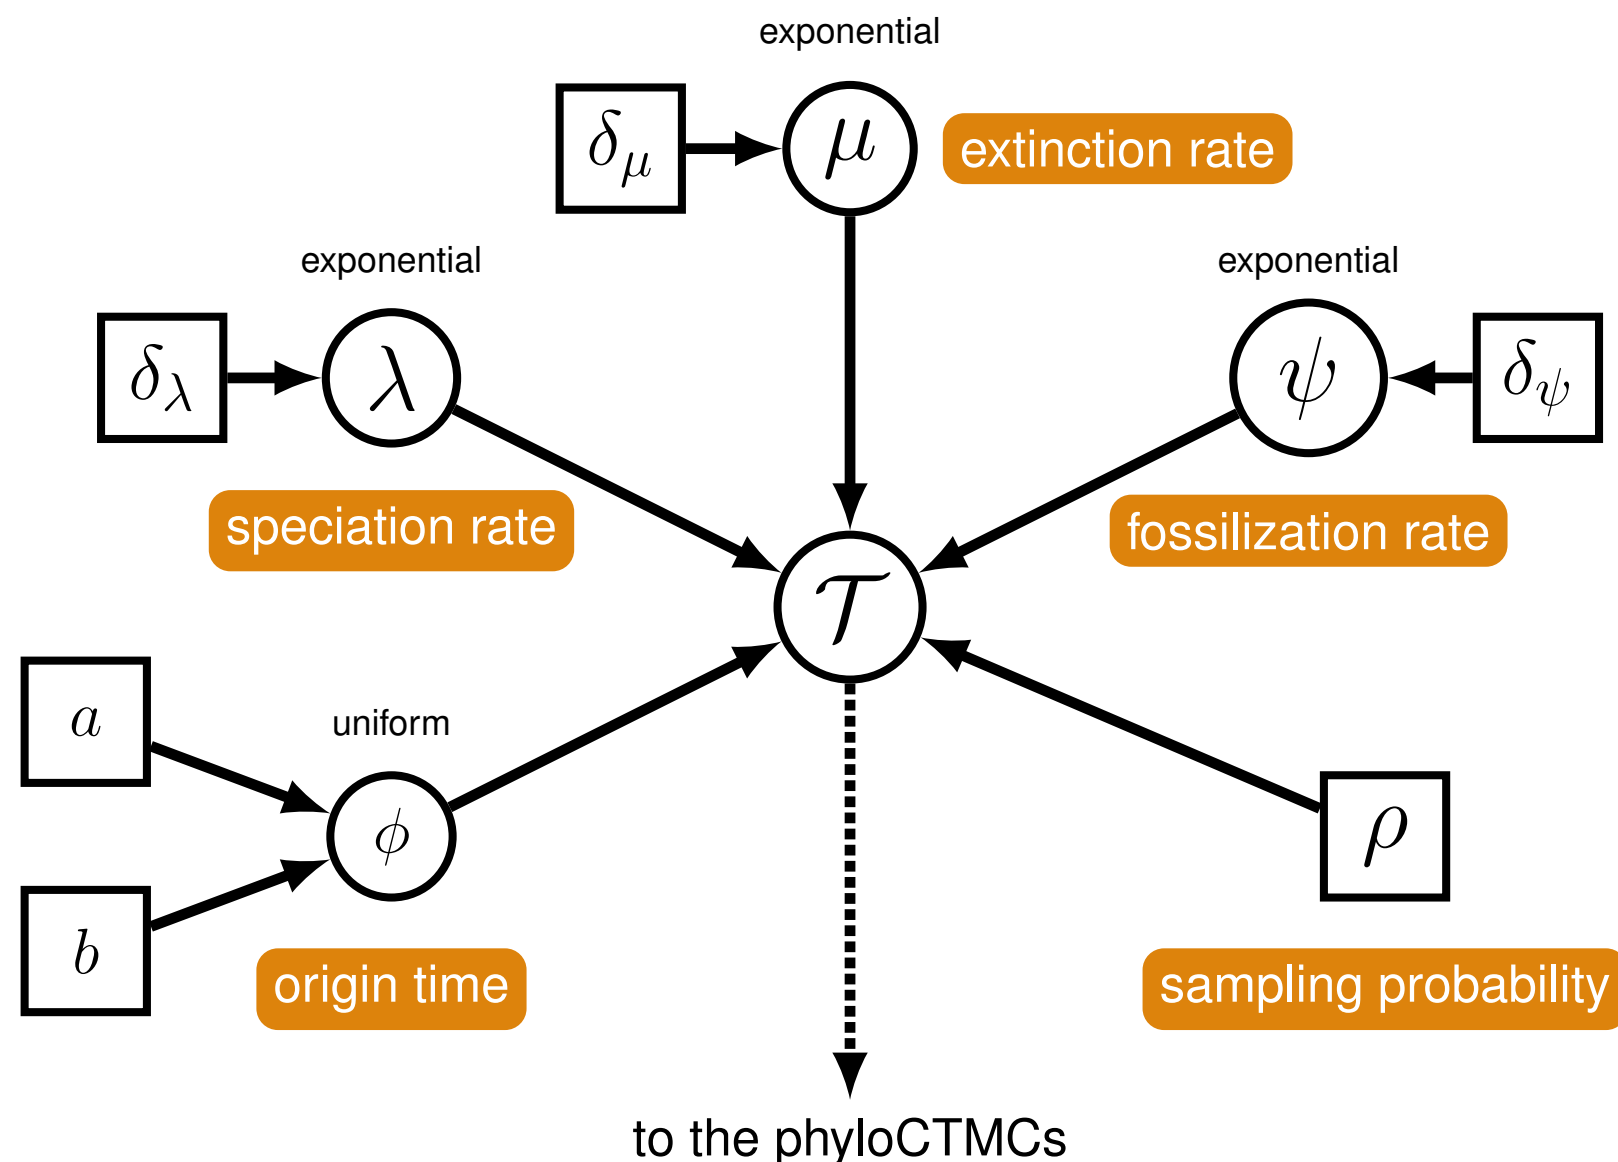 exponential
δ_μ
μ
extinction rate
exponential
exponential
δ_λ
λ
ψ
δ_ψ
speciation rate
fossilization rate
𝒯
a
uniform
φ
ρ
b
origin time
sampling probability
to the phyloCTMCs